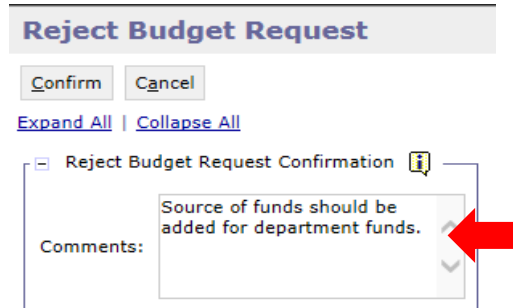 Reject Budget Request
Confirm Cancel
Expand All | Collapse All
Reject Budget Request Confirmation
Comments:
Source of funds should be
added for department funds.